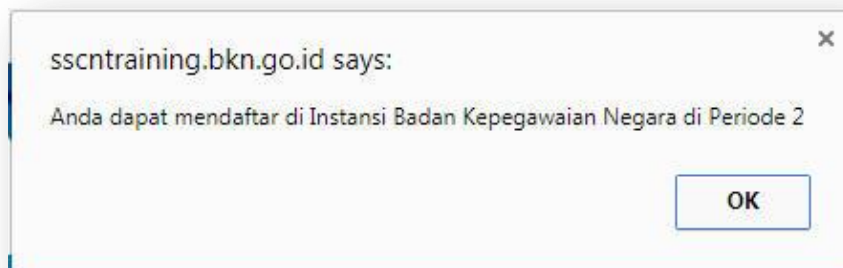 sscntraining.bkn.go.id says:
Anda dapat mendaftar di Instansi Badan Kepegawaian Negara di Periode 2
OK